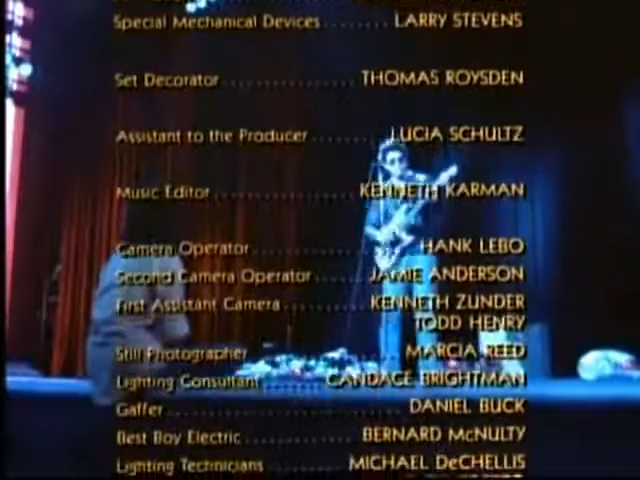 Special Mechanical Devices ........ LARRY STEVENS
Set Decorator .................. THOMAS ROYSDEN
Assistant to the Producer .......... LUCIA SCHULTZ
Music Editor .................... KENNETH KARMAN
Camera Operator ...................... HANK LEBO
Second Camera Operator ........ JAMIE ANDERSON
First Assistant Camera ............ KENNETH ZUNDER
TODD HENRY
Still Photographer .................. MARCIA REED
Lighting Consultant ......... CANDACE BRIGHTMAN
Gaffer ............................... DANIEL BUCK
Best Boy Electric ............... BERNARD McNULTY
Lighting Technicians ........... MICHAEL DeCHELLIS